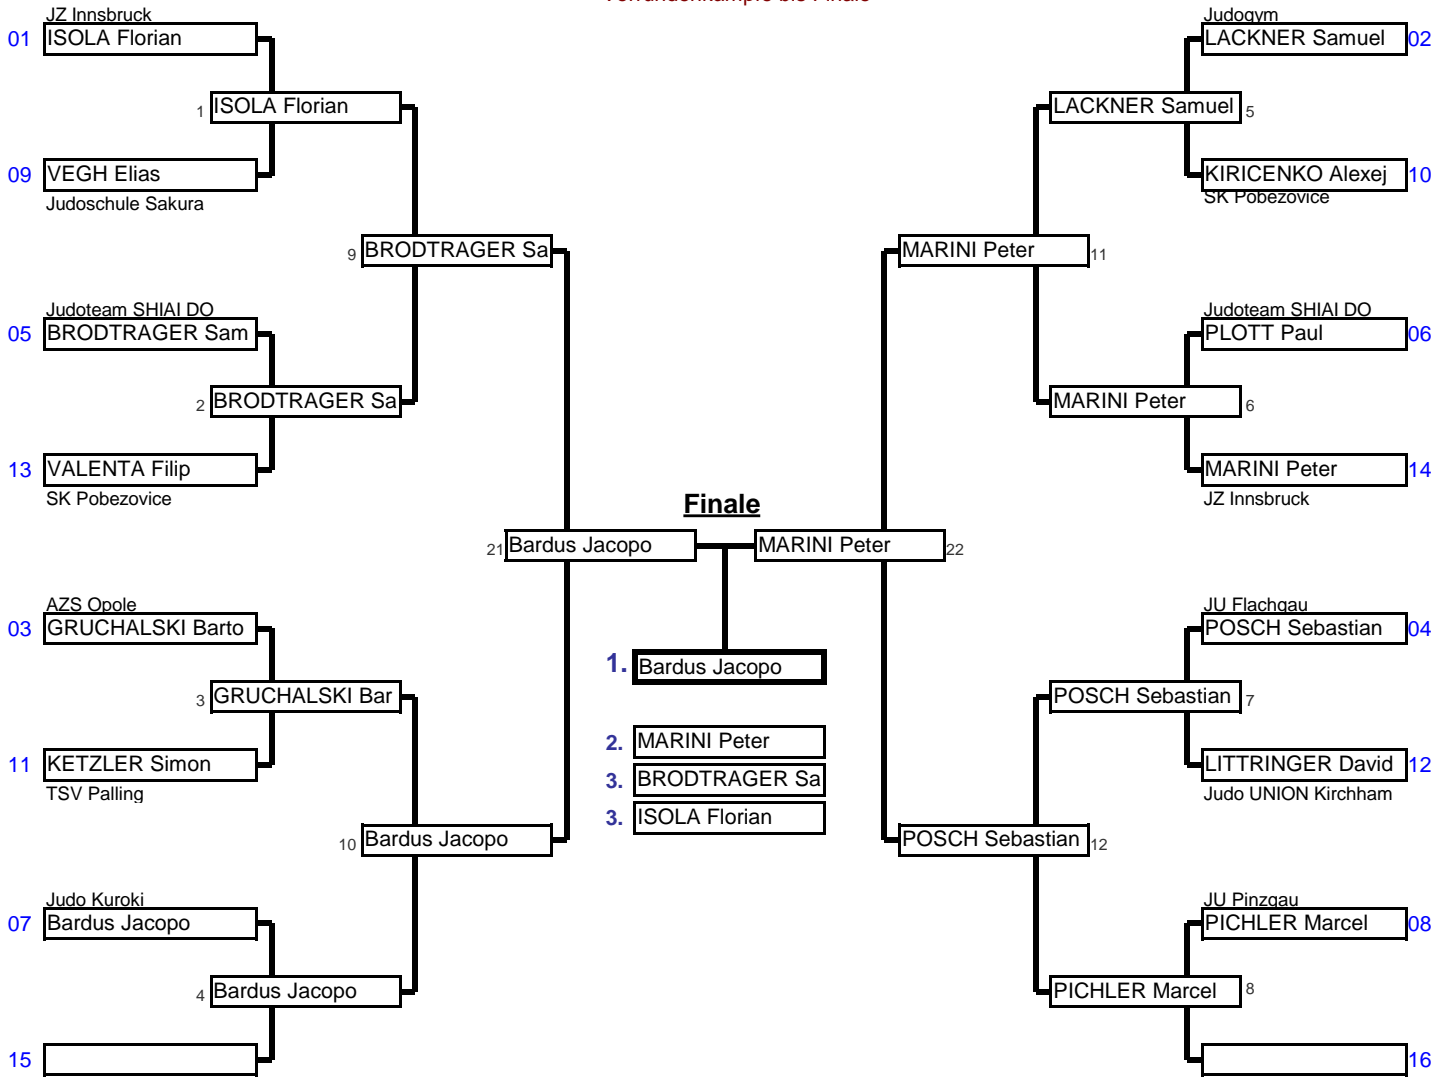 Vorrundenkämpfe bis Finale
JZ Innsbruck
01 ISOLA Florian
1 ISOLA Florian
09 VEGH Elias
Judoschule Sakura
9 BRODTRAGER Sa
Judoteam SHIAI DO
05 BRODTRAGER Sam
2 BRODTRAGER Sa
13 VALENTA Filip
SK Pobezovice
21 Bardus Jacopo
AZS Opole
03 GRUCHALSKI Barto
3 GRUCHALSKI Bar
11 KETZLER Simon
TSV Palling
10 Bardus Jacopo
Judo Kuroki
07 Bardus Jacopo
4 Bardus Jacopo
15
Finale
1. Bardus Jacopo
2. MARINI Peter
3. BRODTRAGER Sa
3. ISOLA Florian
Judogym
LACKNER Samuel 02
LACKNER Samuel 5
KIRICENKO Alexej 10
SK Pobezovice
MARINI Peter 11
Judoteam SHIAI DO
PLOTT Paul 06
MARINI Peter 6
MARINI Peter 14
JZ Innsbruck
MARINI Peter 22
JU Flachgau
POSCH Sebastian 04
POSCH Sebastian 7
LITTRINGER David 12
Judo UNION Kirchham
POSCH Sebastian 12
JU Pinzgau
PICHLER Marcel 08
PICHLER Marcel 8
16